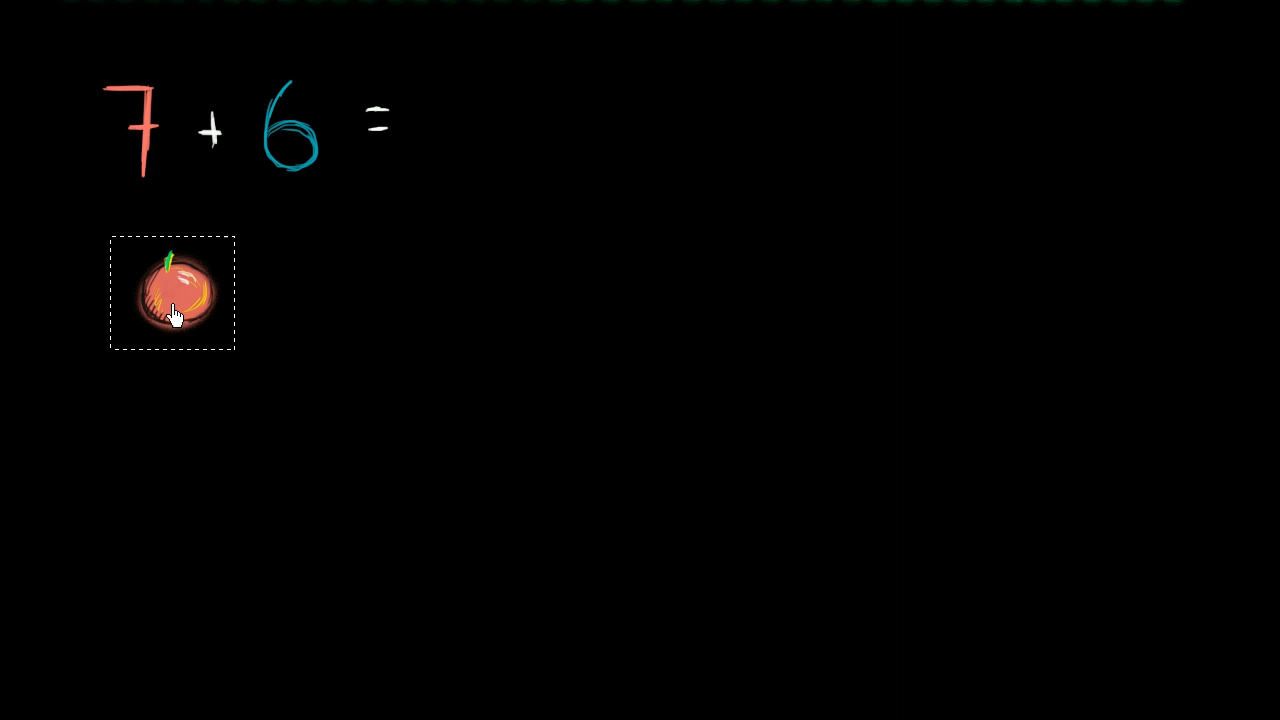 7 + 6 =